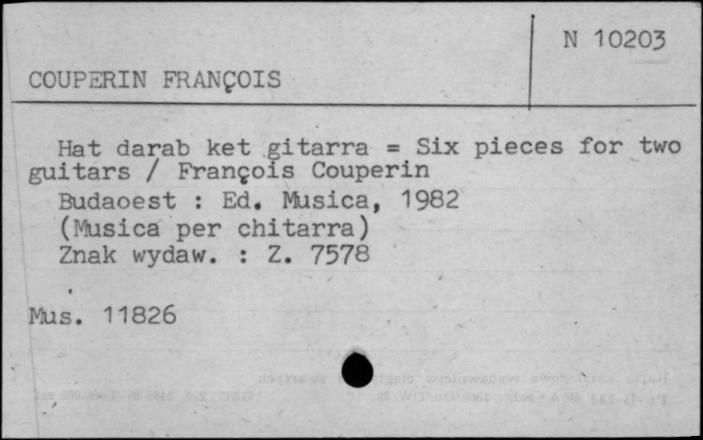 N 10203
COUPERIN FRANÇOIS
Hat darab ket gitarra = Six pieces for two
guitars / François Couperin
Budaoest : Ed. Musica, 1982
(Musica per chitarra)
Znak wydaw. : Z. 7578
Mus. 11826